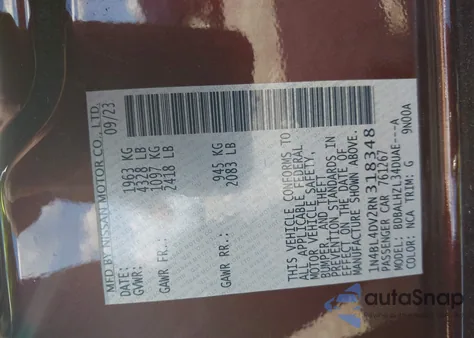 MFD BY NISSAN MOTOR CO., LTD.
09/23
1963 KG
GVWR: 4328 LB
1097 KG
GAWR FR.: 2418 LB
945 KG
GAWR RR.: 2083 LB
THIS VEHICLE CONFORMS TO
ALL APPLICABLE FEDERAL
MOTOR VEHICLE SAFETY,
BUMPER, AND THEFT
PREVENTION STANDARDS IN
EFFECT ON THE DATE OF
MANUFACTURE SHOWN ABOVE.
1N4BL4DV2RN318348
PASSENGER CAR 761267
MODEL: BDBALHZL34DUAE---A
COLOR: NCA TRIM: G 9N00A
autoSnap